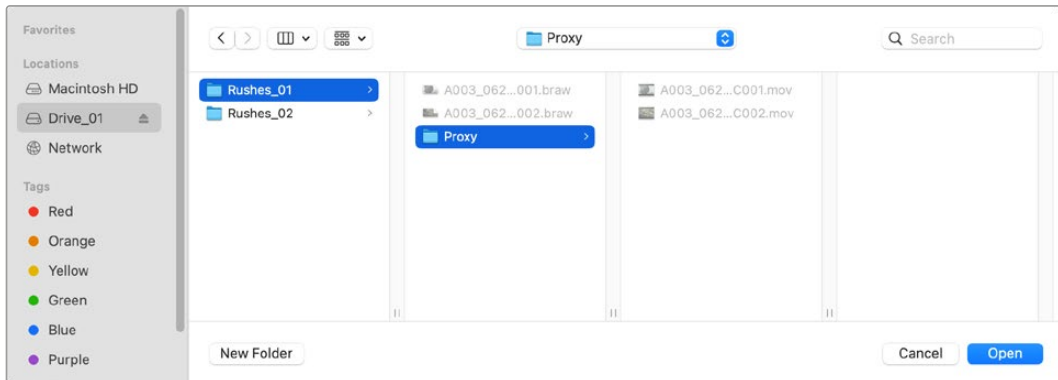 Favorites
Locations
Macintosh HD
Drive_01
Network
Tags
Red
Orange
Yellow
Green
Blue
Purple
Proxy
Search
Rushes_01
Rushes_02
A003_062...001.braw
A003_062...002.braw
Proxy
A003_062...C001.mov
A003_062...C002.mov
New Folder
Cancel
Open